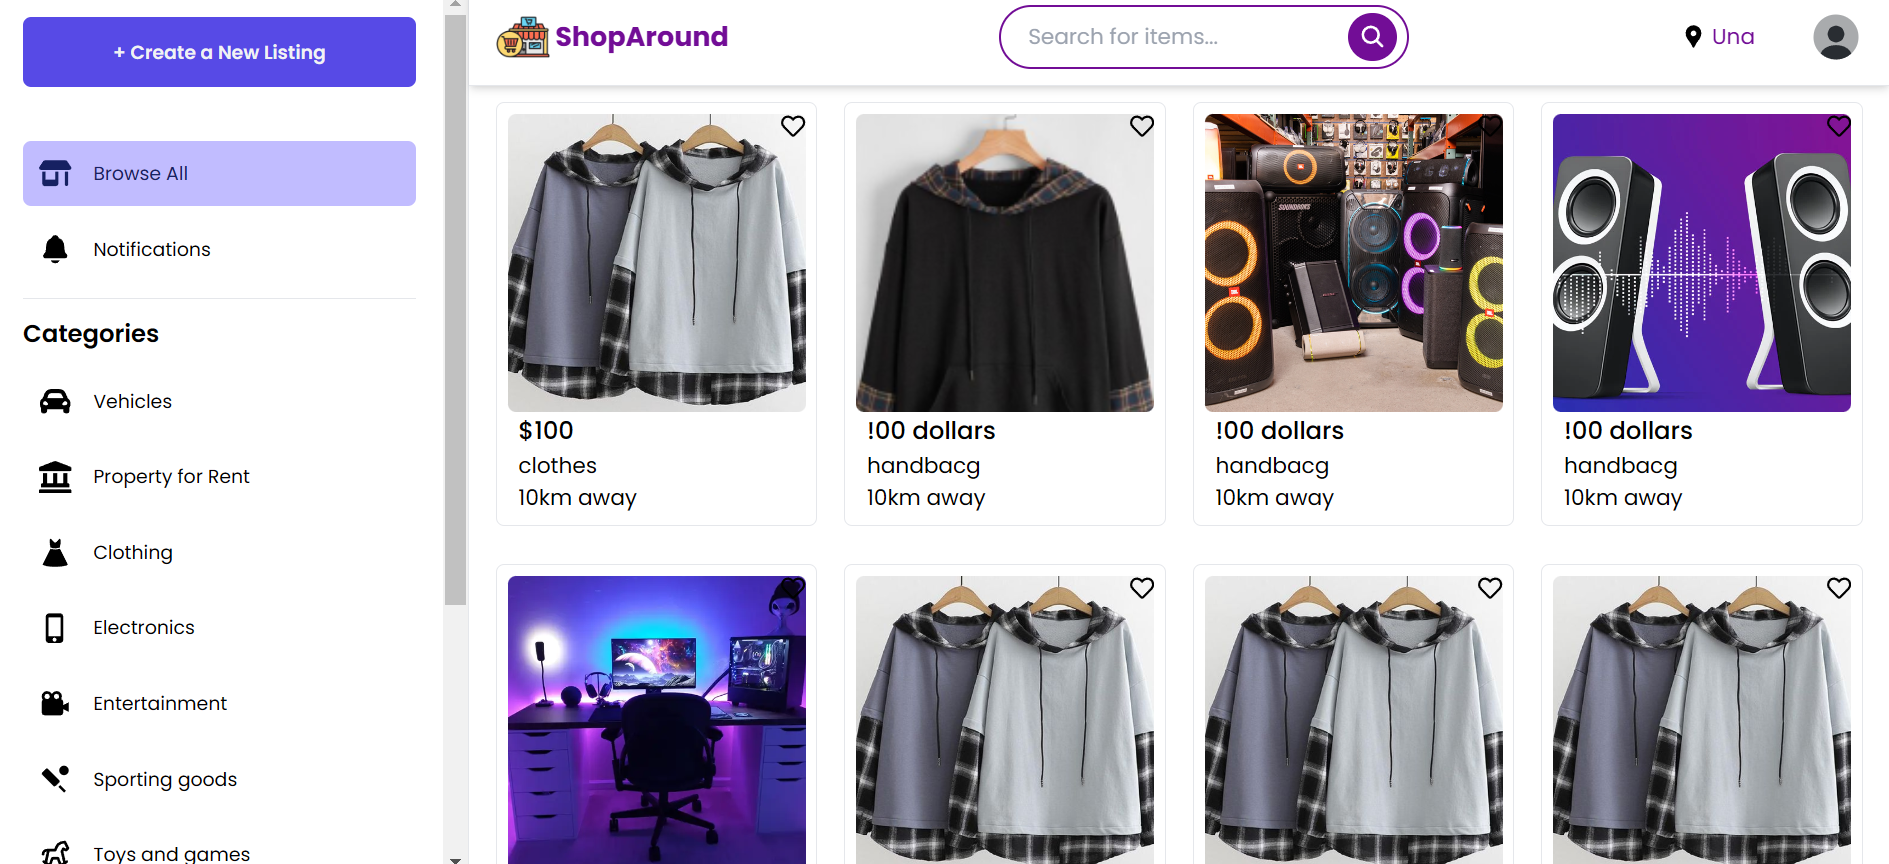 + Create a New Listing
Browse All
Notifications
Categories
Vehicles
Property for Rent
Clothing
Electronics
Entertainment
Sporting goods
Toys and games
ShopAround
Search for items...
Una
$100
clothes
10km away
!00 dollars
handbacg
10km away
SOUNDBOKS
!00 dollars
handbacg
10km away
!00 dollars
handbacg
10km away